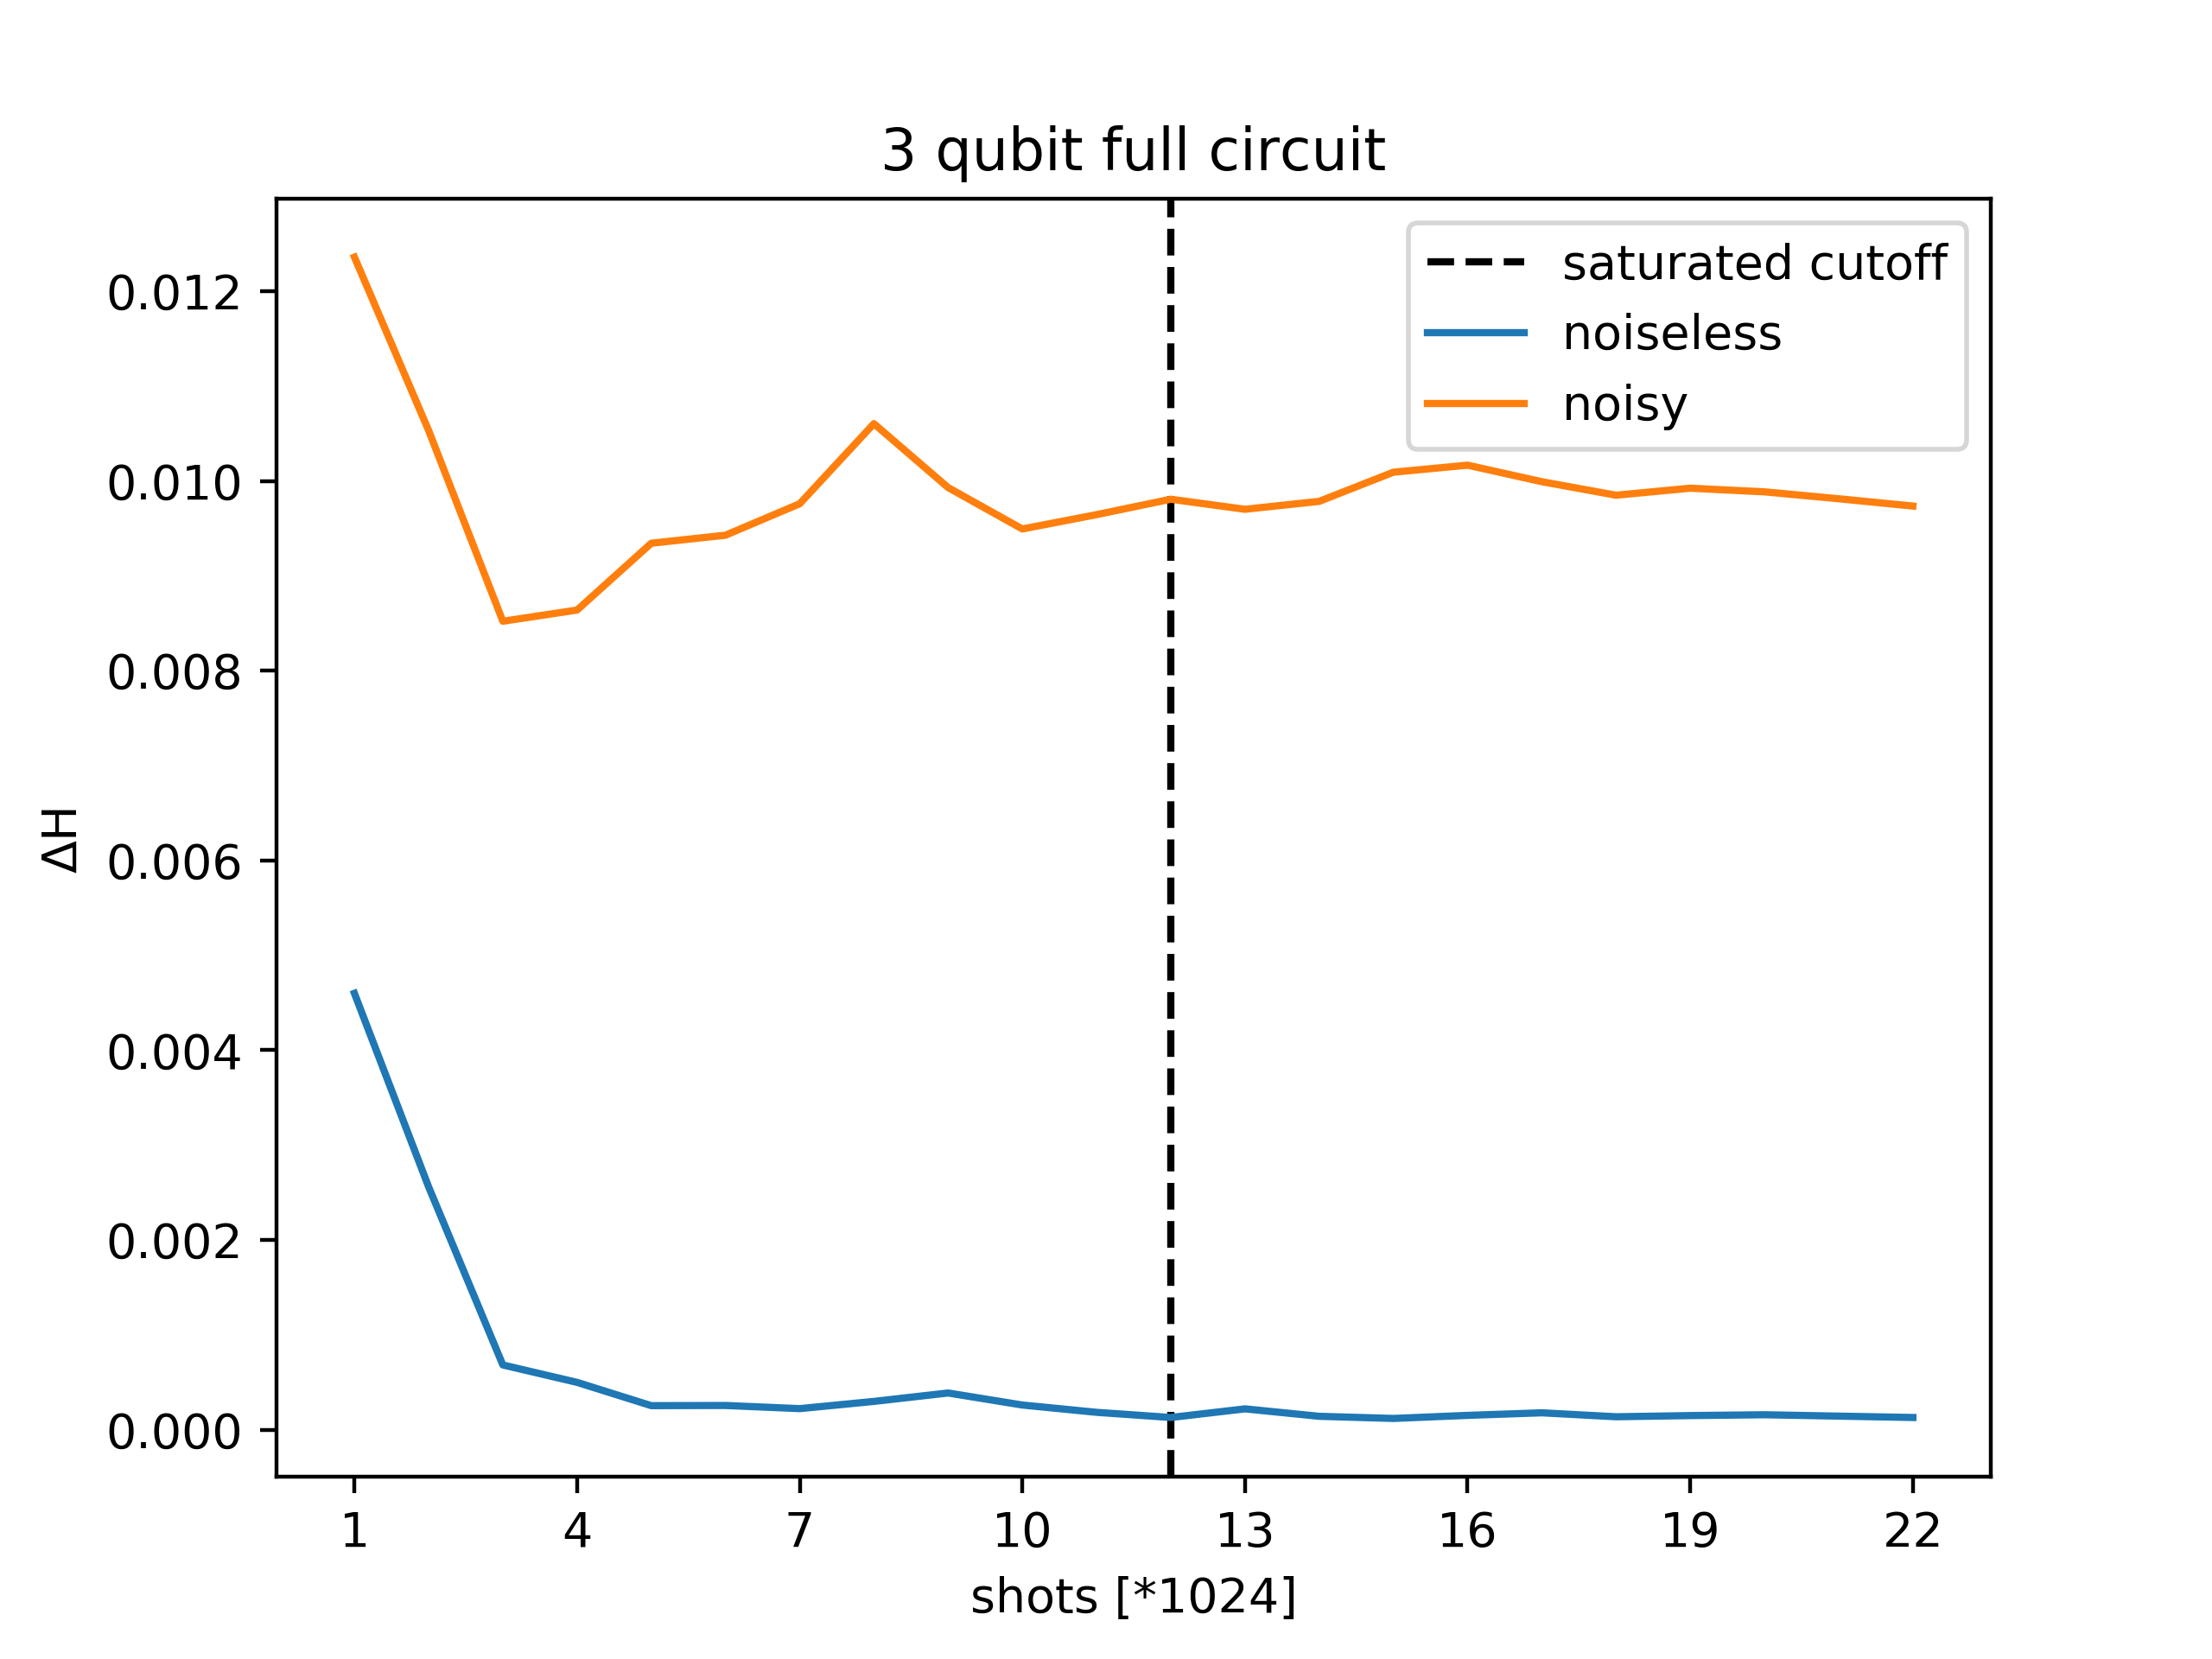 3 qubit full circuit
saturated cutoff
noiseless
noisy
0.012
0.010
0.008
0.006
0.004
0.002
0.000
ΔH
1 4 7 10 13 16 19 22
shots [*1024]